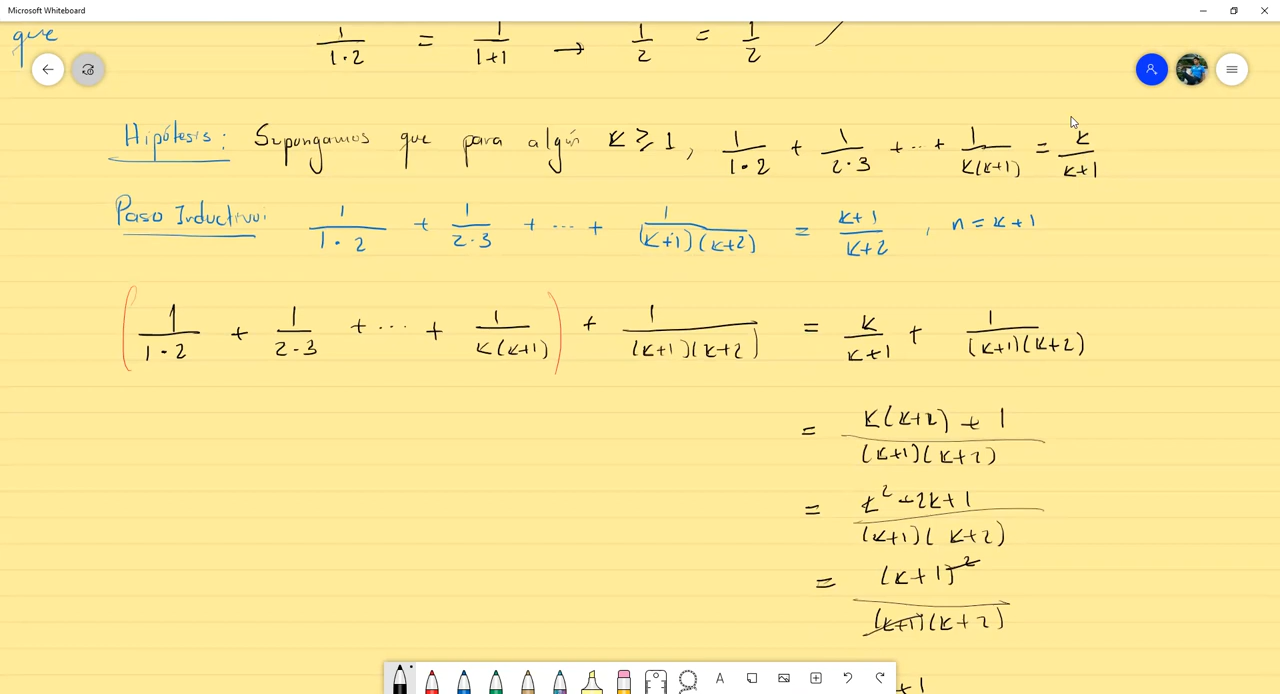 Microsoft Whiteboard
que
1/(1·2) = 1/(1+1) → 1/2 = 1/2
Hipótesis: Supongamos que para algún k ≥ 1, 1/(1·2) + 1/(2·3) + ··· + 1/(k(k+1)) = k/(k+1)
Paso Inductivo: 1/(1·2) + 1/(2·3) + ··· + 1/((k+1)(k+2)) = (k+1)/(k+2), n = k+1
(1/(1·2) + 1/(2·3) + ··· + 1/(k(k+1))) + 1/((k+1)(k+2)) = k/(k+1) + 1/((k+1)(k+2))
= (k(k+2) + 1)/((k+1)(k+2))
= (k² + 2k + 1)/((k+1)(k+2))
= (k+1)²/((k+1)(k+2))
+1